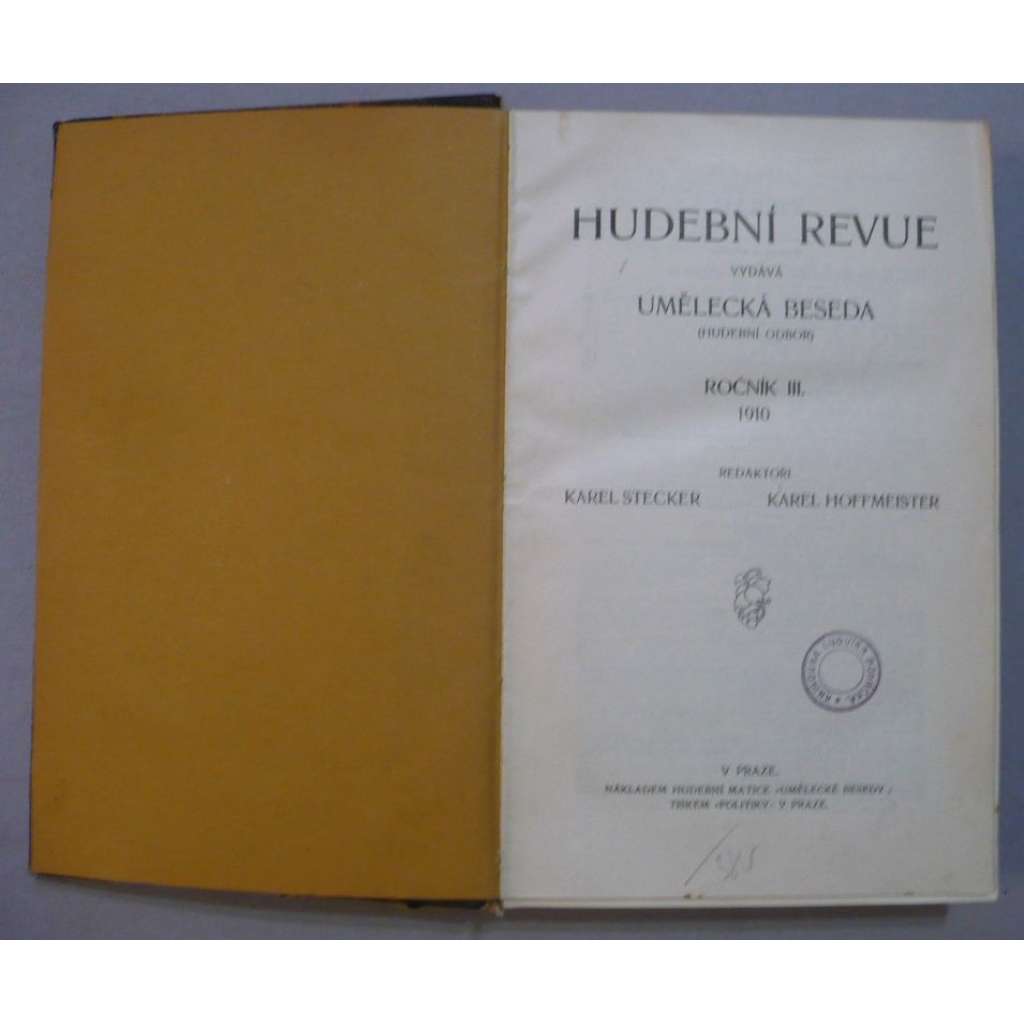 HUDEBNÍ REVUE
VYDÁVÁ
UMĚLECKÁ BESEDA
(HUDEBNÍ ODBOR)
ROČNÍK III.
1910
REDAKTOŘI
KAREL STECKER KAREL HOFFMEISTER
V PRAZE.
NÁKLADEM HUDEBNÍ MATICE »UMĚLECKÉ BESEDY.«
TISKEM »POLITIKY« V PRAZE.